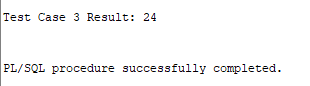 Test Case 3 Result: 24
PL/SQL procedure successfully completed.